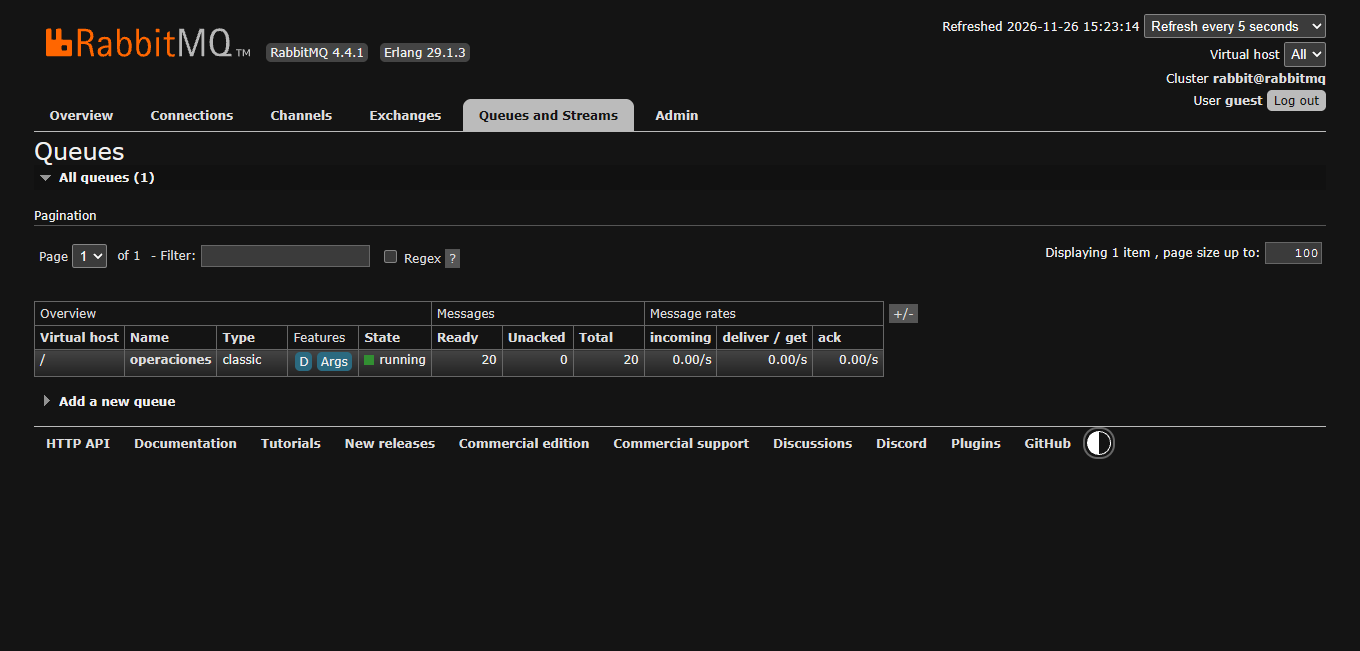 Refreshed 2026-11-26 15:23:14 Refresh every 5 seconds
RabbitMQ TM RabbitMQ 4.4.1 Erlang 29.1.3
Virtual host All
Cluster rabbit@rabbitmq
User guest Log out
Overview Connections Channels Exchanges Queues and Streams Admin
Queues
All queues (1)
Pagination
Page 1 of 1 - Filter: Regex ? Displaying 1 item , page size up to: 100
Overview Messages Message rates +/-
Virtual host Name Type Features State Ready Unacked Total incoming deliver / get ack
/ operaciones classic D Args running 20 0 20 0.00/s 0.00/s 0.00/s
Add a new queue
HTTP API Documentation Tutorials New releases Commercial edition Commercial support Discussions Discord Plugins GitHub